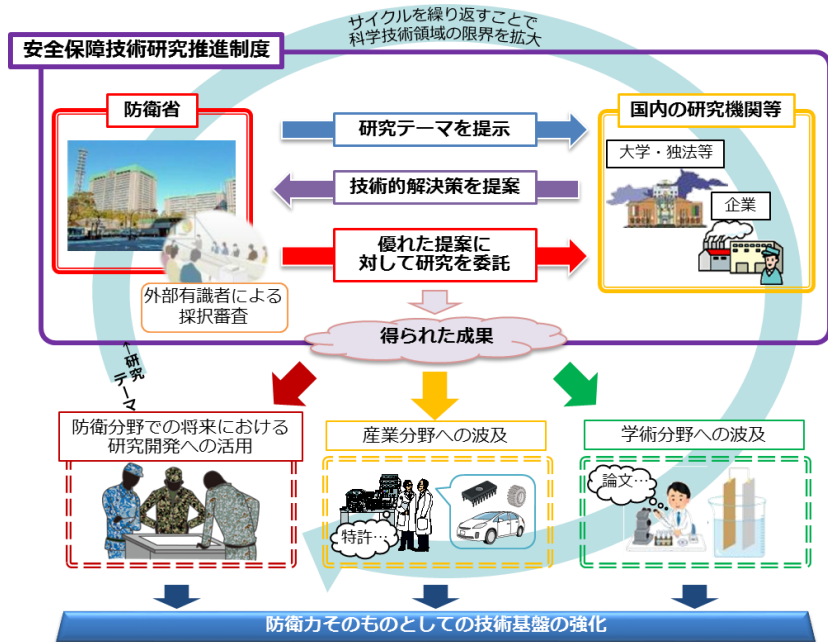 サイクルを繰り返すことで
科学技術領域の限界を拡大
安全保障技術研究推進制度
防衛省
研究テーマを提示
国内の研究機関等
大学・独法等
技術的解決策を提案
企業
優れた提案に
対して研究を委託
外部有識者による
採択審査
得られた成果
←研究
テーマ
防衛分野での将来における
研究開発への活用
産業分野への波及
学術分野への波及
論文…
特許…
防衛力そのものとしての技術基盤の強化